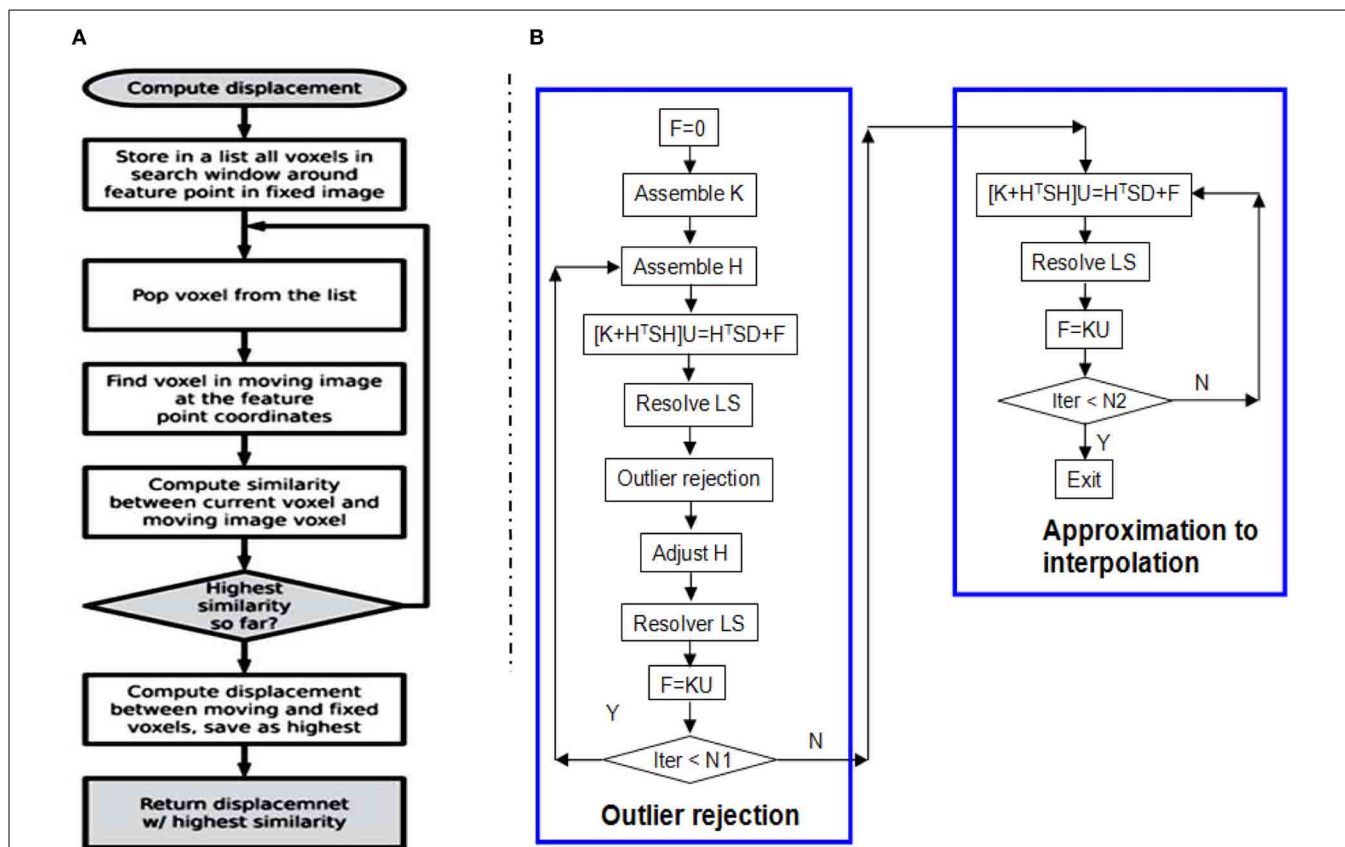 A
Compute displacement
Store in a list all voxels in
search window around
feature point in fixed image
Pop voxel from the list
Find voxel in moving image
at the feature
point coordinates
Compute similarity
between current voxel and
moving image voxel
Highest
similarity
so far?
Compute displacement
between moving and fixed
voxels, save as highest
Return displacemnet
w/ highest similarity
B
F=0
Assemble K
Assemble H
[K+HᵀSH]U=HᵀSD+F
Resolve LS
Outlier rejection
Adjust H
Resolver LS
F=KU
Y
Iter < N1
N
Outlier rejection
[K+HᵀSH]U=HᵀSD+F
Resolve LS
F=KU
N
Iter < N2
Y
Exit
Approximation to
interpolation